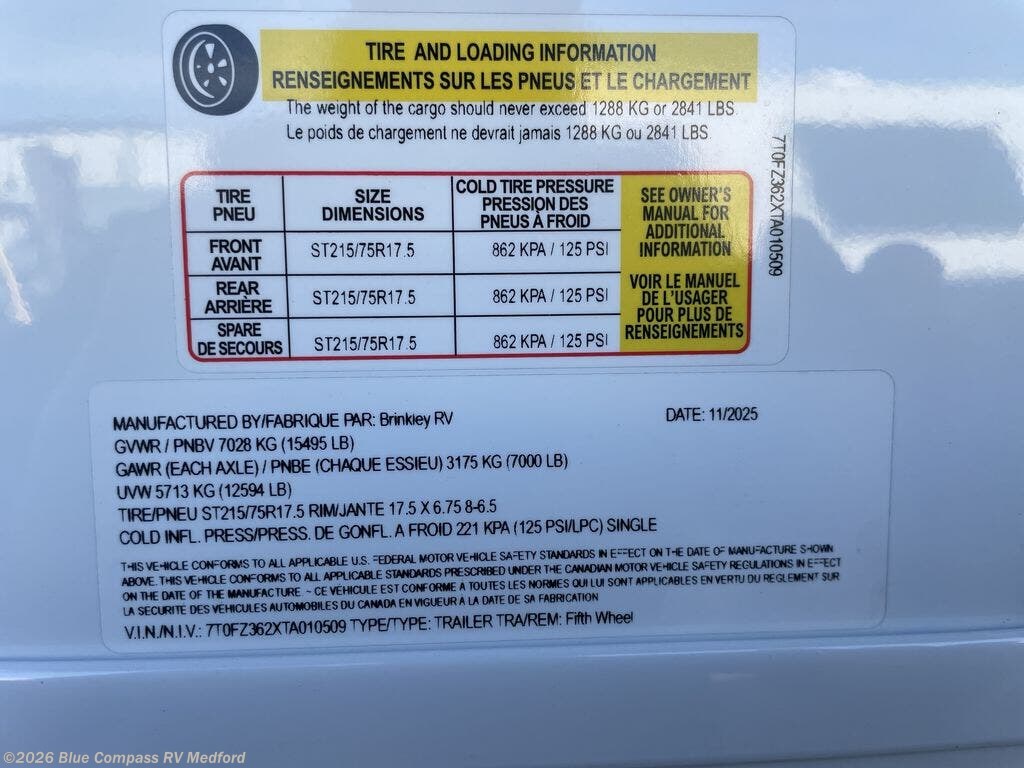 TIRE AND LOADING INFORMATION
RENSEIGNEMENTS SUR LES PNEUS ET LE CHARGEMENT
The weight of the cargo should never exceed 1288 KG or 2841 LBS.
Le poids de chargement ne devrait jamais 1288 KG ou 2841 LBS.
TIRE PNEU SIZE DIMENSIONS COLD TIRE PRESSURE PRESSION DES PNEUS À FROID
FRONT AVANT ST215/75R17.5 862 KPA / 125 PSI
REAR ARRIÈRE ST215/75R17.5 862 KPA / 125 PSI
SPARE DE SECOURS ST215/75R17.5 862 KPA / 125 PSI
SEE OWNER'S
MANUAL FOR
ADDITIONAL
INFORMATION
VOIR LE MANUEL
DE L'USAGER
POUR PLUS DE
RENSEIGNEMENTS
7T0FZ362XTA010509
MANUFACTURED BY/FABRIQUE PAR: Brinkley RV DATE: 11/2025
GVWR / PNBV 7028 KG (15495 LB)
GAWR (EACH AXLE) / PNBE (CHAQUE ESSIEU) 3175 KG (7000 LB)
UVW 5713 KG (12594 LB)
TIRE/PNEU ST215/75R17.5 RIM/JANTE 17.5 X 6.75 8-6.5
COLD INFL. PRESS/PRESS. DE GONFL. A FROID 221 KPA (125 PSI/LPC) SINGLE
THIS VEHICLE CONFORMS TO ALL APPLICABLE U.S. FEDERAL MOTOR VEHICLE SAFETY STANDARDS IN EFFECT ON THE DATE OF MANUFACTURE SHOWN
ABOVE. THIS VEHICLE CONFORMS TO ALL APPLICABLE STANDARDS PRESCRIBED UNDER THE CANADIAN MOTOR VEHICLE SAFETY REGULATIONS IN EFFECT
ON THE DATE OF THE MANUFACTURE ~ CE VEHICULE EST CONFORME A TOUTES LES NORMES QUI LUI SONT APPLICABLES EN VERTU DU REGLEMENT SUR
LA SECURITE DES VEHICULES AUTOMOBILES DU CANADA EN VIGUEUR A LA DATE DE SA FABRICATION
V.I.N./N.I.V.: 7T0FZ362XTA010509 TYPE/TYPE: TRAILER TRA/REM: Fifth Wheel
©2026 Blue Compass RV Medford